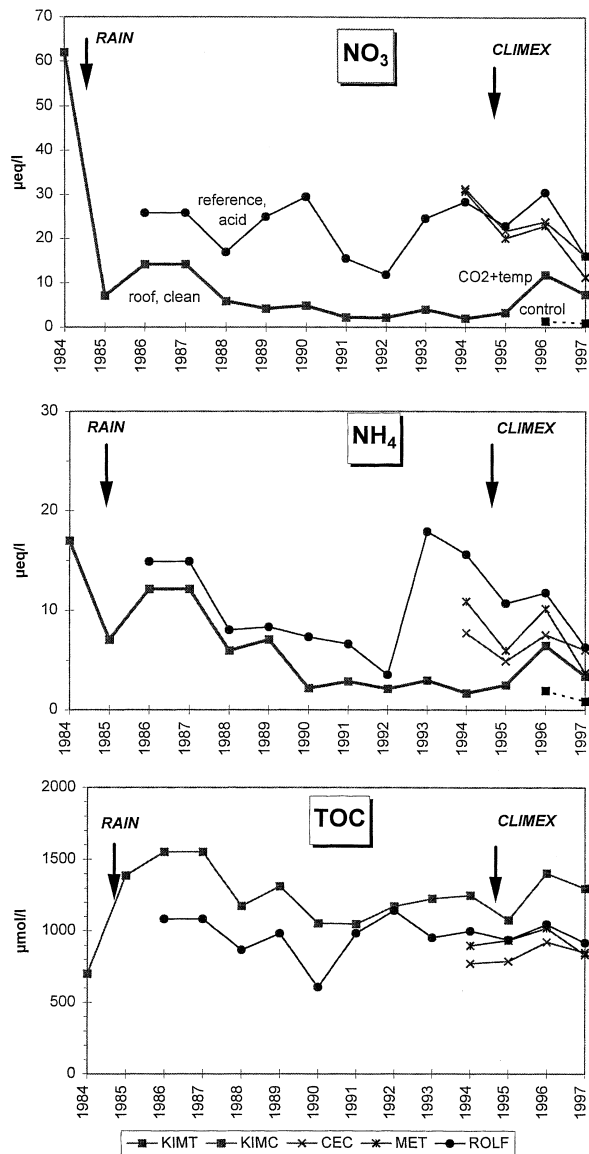 NO3
RAIN
CLIMEX
µeq/l
70
60
50
40
30
20
10
0
reference,
acid
roof, clean
CO2+temp
control
1984 1985 1986 1987 1988 1989 1990 1991 1992 1993 1994 1995 1996 1997
NH4
RAIN
CLIMEX
µeq/l
30
20
10
0
1984 1985 1986 1987 1988 1989 1990 1991 1992 1993 1994 1995 1996 1997
TOC
RAIN
CLIMEX
µmol/l
2000
1500
1000
500
0
1984 1985 1986 1987 1988 1989 1990 1991 1992 1993 1994 1995 1996 1997
KIMT KIMC CEC MET ROLF